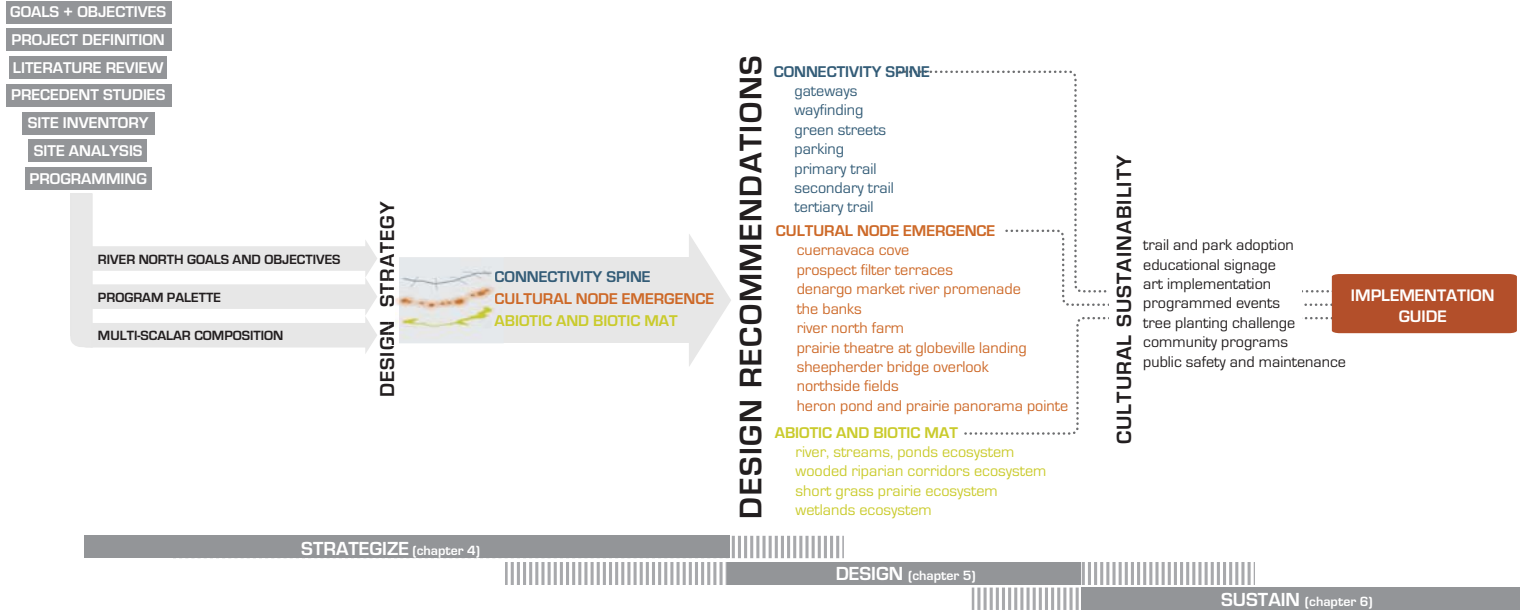 GOALS + OBJECTIVES
PROJECT DEFINITION
LITERATURE REVIEW
PRECEDENT STUDIES
SITE INVENTORY
SITE ANALYSIS
PROGRAMMING
RIVER NORTH GOALS AND OBJECTIVES
PROGRAM PALETTE
MULTI-SCALAR COMPOSITION
DESIGN STRATEGY
CONNECTIVITY SPINE
CULTURAL NODE EMERGENCE
ABIOTIC AND BIOTIC MAT
DESIGN RECOMMENDATIONS
CONNECTIVITY SPINE
gateways
wayfinding
green streets
parking
primary trail
secondary trail
tertiary trail
CULTURAL NODE EMERGENCE
cuernavaca cove
prospect filter terraces
denargo market river promenade
the banks
river north farm
prairie theatre at globeville landing
sheepherder bridge overlook
northside fields
heron pond and prairie panorama pointe
ABIOTIC AND BIOTIC MAT
river, streams, ponds ecosystem
wooded riparian corridors ecosystem
short grass prairie ecosystem
wetlands ecosystem
CULTURAL SUSTAINABILITY
trail and park adoption
educational signage
art implementation
programmed events
tree planting challenge
community programs
public safety and maintenance
IMPLEMENTATION
GUIDE
STRATEGIZE (chapter 4)
DESIGN (chapter 5)
SUSTAIN (chapter 6)